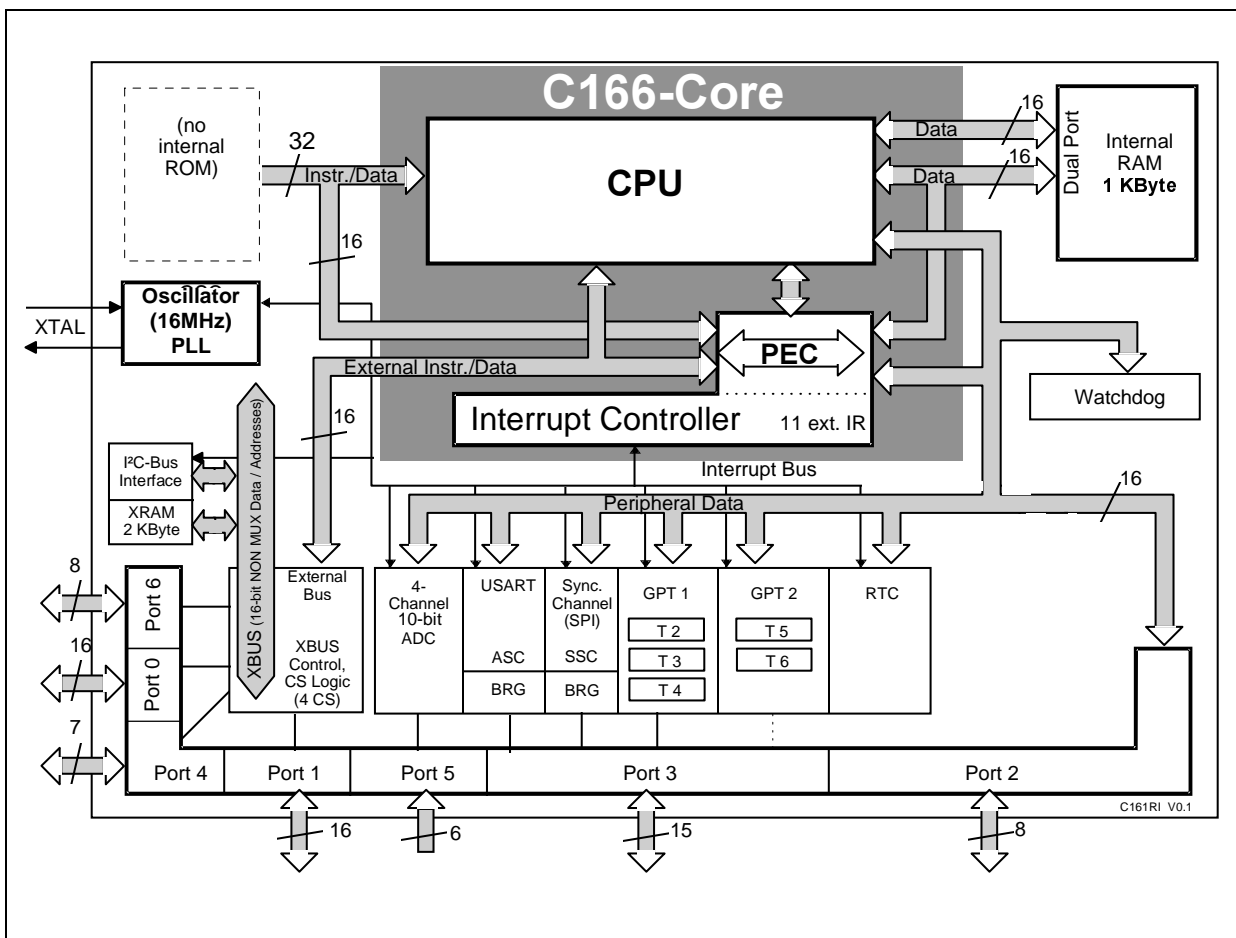 C166-Core
(no
internal
ROM)
32
Instr./Data
16
CPU
Data
16
Data
16
Dual Port
Internal
RAM
1 KByte
XTAL
Oscillator
(16MHz)
PLL
PEC
External Instr./Data
16
Interrupt Controller
11 ext. IR
Watchdog
Interrupt Bus
Peripheral Data
16
I²C-Bus
Interface
XRAM
2 KByte
XBUS (16-bit NON MUX Data / Addresses)
8
Port 6
16
Port 0
7
External
Bus
XBUS
Control,
CS Logic
(4 CS)
4-
Channel
10-bit
ADC
USART
ASC
BRG
Sync.
Channel
(SPI)
SSC
BRG
GPT 1
T 2
T 3
T 4
GPT 2
T 5
T 6
RTC
Port 4
Port 1
Port 5
Port 3
Port 2
C161RI V0.1
16
6
15
8